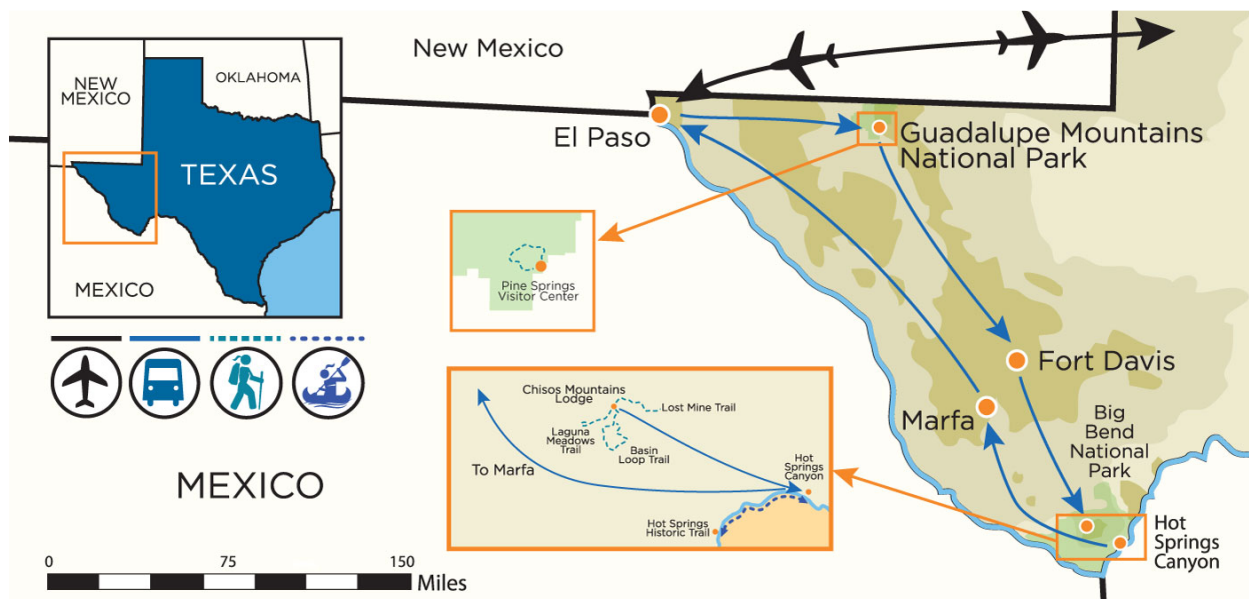 New Mexico
NEW
MEXICO
OKLAHOMA
TEXAS
MEXICO
El Paso
Guadalupe Mountains
National Park
Pine Springs
Visitor Center
Fort Davis
Marfa
Big
Bend
National
Park
Hot
Springs
Canyon
Chisos Mountains
Lodge
Lost Mine Trail
Laguna
Meadows
Trail
Basin
Loop Trail
To Marfa
Hot
Springs
Canyon
Hot Springs
Historic Trail
MEXICO
0
75
150
Miles